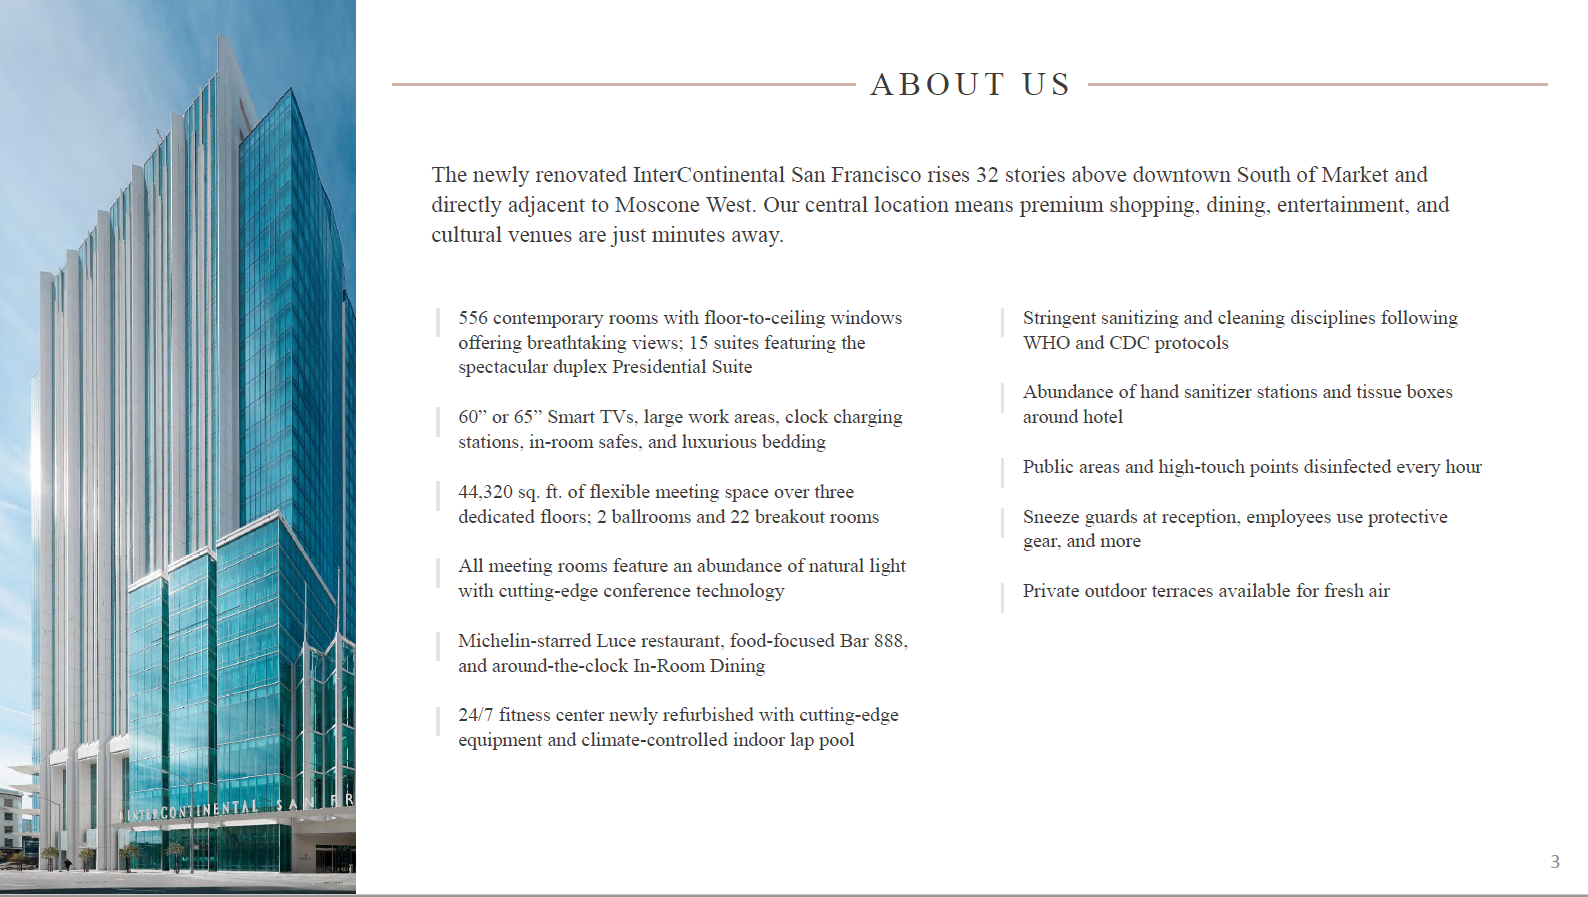 ABOUT US
The newly renovated InterContinental San Francisco rises 32 stories above downtown South of Market and
directly adjacent to Moscone West. Our central location means premium shopping, dining, entertainment, and
cultural venues are just minutes away.
556 contemporary rooms with floor-to-ceiling windows
offering breathtaking views; 15 suites featuring the
spectacular duplex Presidential Suite
60” or 65” Smart TVs, large work areas, clock charging
stations, in-room safes, and luxurious bedding
44,320 sq. ft. of flexible meeting space over three
dedicated floors; 2 ballrooms and 22 breakout rooms
All meeting rooms feature an abundance of natural light
with cutting-edge conference technology
Michelin-starred Luce restaurant, food-focused Bar 888,
and around-the-clock In-Room Dining
24/7 fitness center newly refurbished with cutting-edge
equipment and climate-controlled indoor lap pool
Stringent sanitizing and cleaning disciplines following
WHO and CDC protocols
Abundance of hand sanitizer stations and tissue boxes
around hotel
Public areas and high-touch points disinfected every hour
Sneeze guards at reception, employees use protective
gear, and more
Private outdoor terraces available for fresh air
INTERCONTINENTAL SAN FR
3